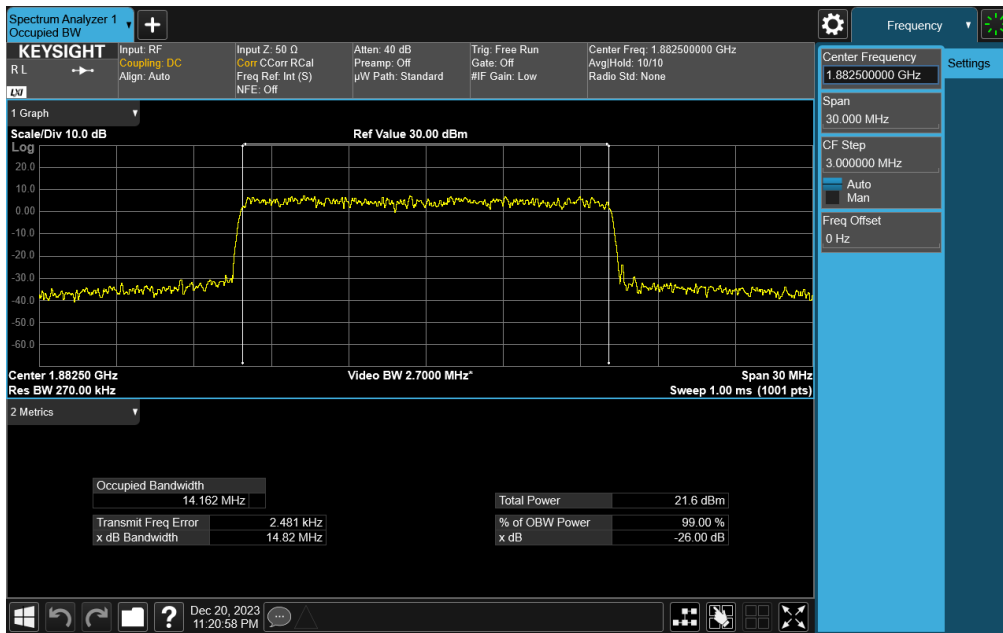 Spectrum Analyzer 1
Occupied BW
Frequency
KEYSIGHT
Input: RF
Input Z: 50 Ω
Atten: 40 dB
Trig: Free Run
Center Freq: 1.882500000 GHz
R L
Coupling: DC
Corr CCorr RCal
Preamp: Off
Gate: Off
Avg|Hold: 10/10
Align: Auto
Freq Ref: Int (S)
µW Path: Standard
#IF Gain: Low
Radio Std: None
NFE: Off
LXI
Center Frequency
1.882500000 GHz
Settings
Span
30.000 MHz
CF Step
3.000000 MHz
Auto
Man
Freq Offset
0 Hz
1 Graph
Scale/Div 10.0 dB
Ref Value 30.00 dBm
Log
20.0
10.0
0.00
-10.0
-20.0
-30.0
-40.0
-50.0
-60.0
Center 1.88250 GHz
Video BW 2.7000 MHz*
Span 30 MHz
Res BW 270.00 kHz
Sweep 1.00 ms (1001 pts)
2 Metrics
Occupied Bandwidth
14.162 MHz
Total Power 21.6 dBm
Transmit Freq Error 2.481 kHz
% of OBW Power 99.00 %
x dB Bandwidth 14.82 MHz
x dB -26.00 dB
?
Dec 20, 2023
11:20:58 PM